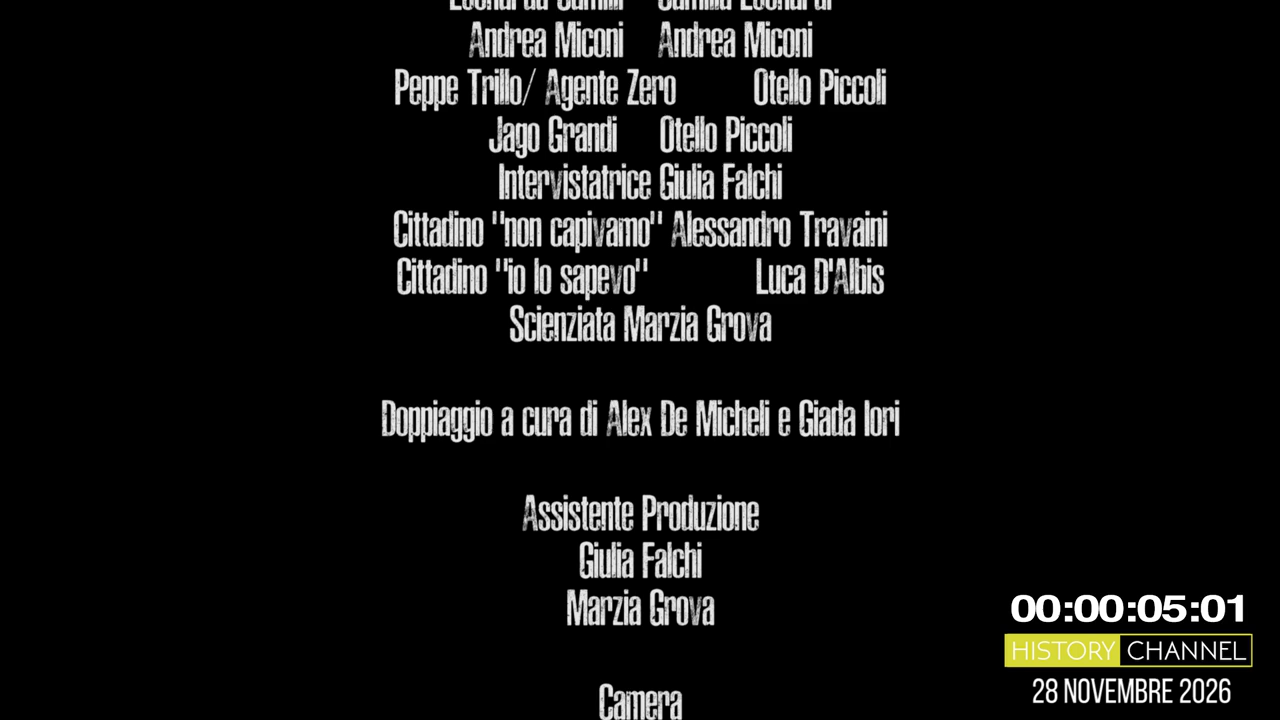 Andrea Miconi Andrea Miconi
Peppe Trillo/ Agente Zero Otello Piccoli
Jago Grandi Otello Piccoli
Intervistatrice Giulia Falchi
Cittadino "non capivamo" Alessandro Travaini
Cittadino "io lo sapevo" Luca D'Albis
Scienziata Marzia Grova
Doppiaggio a cura di Alex De Micheli e Giada Iori
Assistente Produzione
Giulia Falchi
Marzia Grova
Camera
00:00:05:01
HISTORY CHANNEL
28 NOVEMBRE 2026